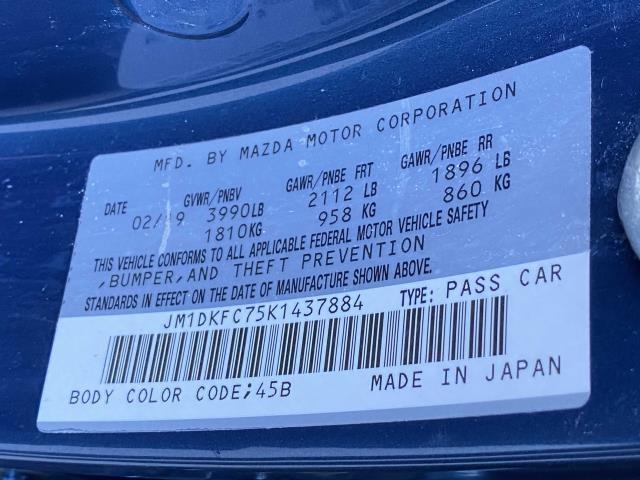 MFD. BY MAZDA MOTOR CORPORATION
DATE GVWR/PNBV GAWR/PNBE FRT GAWR/PNBE RR
02/19 3990LB 2112 LB 1896 LB
1810KG 958 KG 860 KG
THIS VEHICLE CONFORMS TO ALL APPLICABLE FEDERAL MOTOR VEHICLE SAFETY
,BUMPER,AND THEFT PREVENTION
STANDARDS IN EFFECT ON THE DATE OF MANUFACTURE SHOWN ABOVE.
JM1DKFC75K1437884 TYPE: PASS CAR
BODY COLOR CODE;45B MADE IN JAPAN